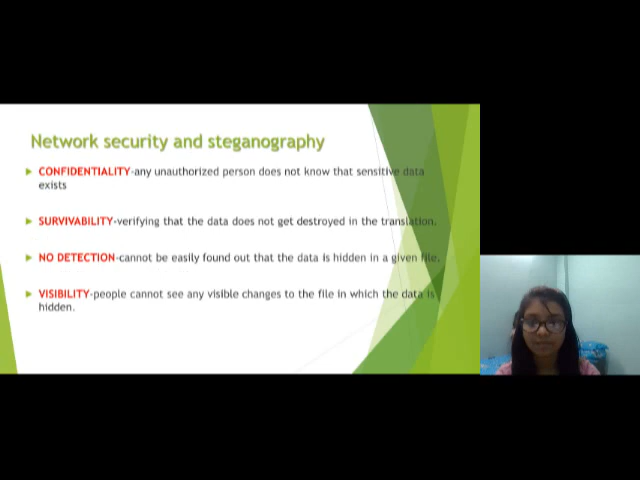 Network security and steganography
CONFIDENTIALITY-any unauthorized person does not know that sensitive data
exists
SURVIVABILITY-verifying that the data does not get destroyed in the translation.
NO DETECTION-cannot be easily found out that the data is hidden in a given file.
VISIBILITY-people cannot see any visible changes to the file in which the data is
hidden.